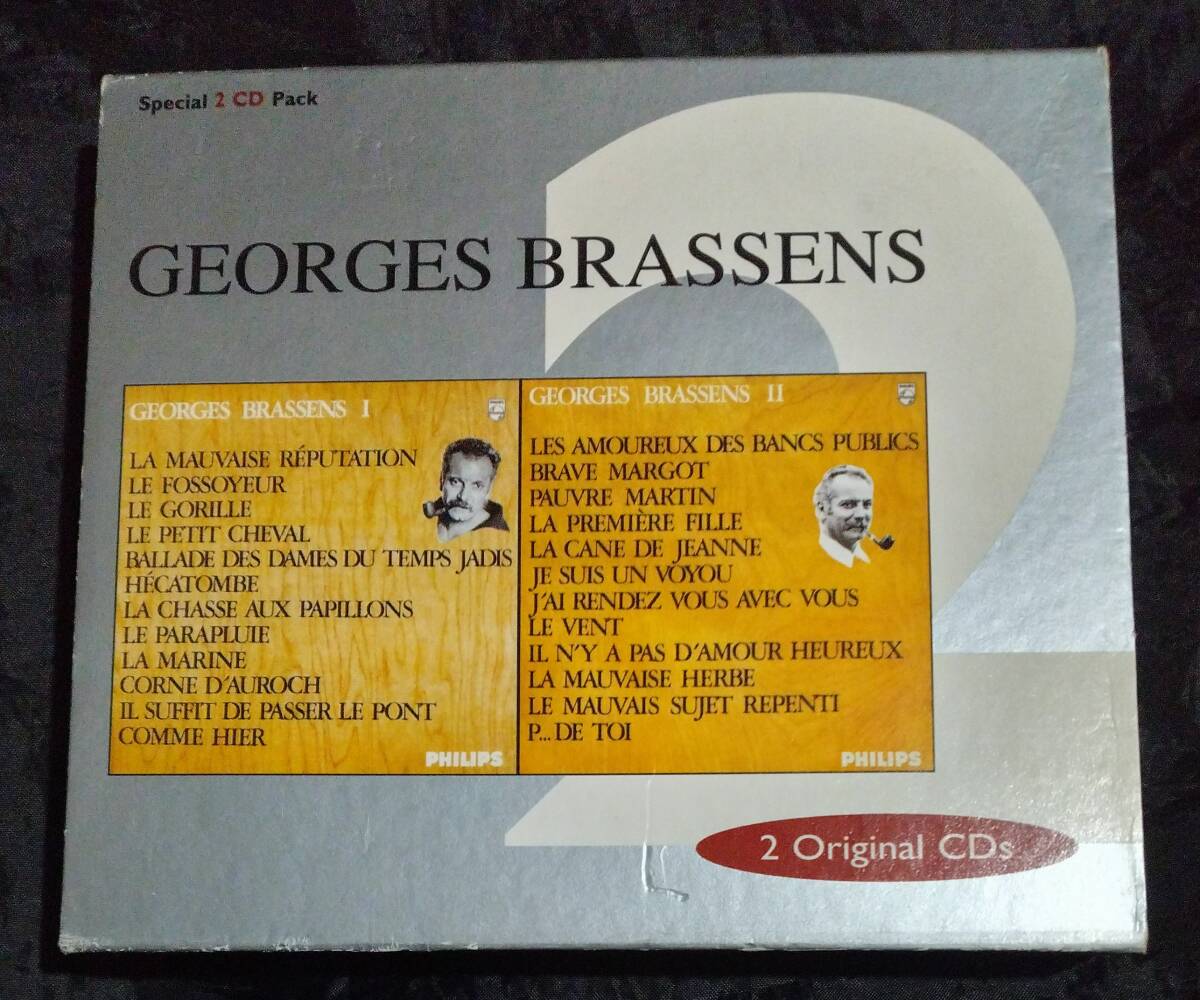 Special 2 CD Pack
GEORGES BRASSENS
GEORGES BRASSENS I
LA MAUVAISE RÉPUTATION
LE FOSSOYEUR
LE GORILLE
LE PETIT CHEVAL
BALLADE DES DAMES DU TEMPS JADIS
HÉCATOMBE
LA CHASSE AUX PAPILLONS
LE PARAPLUIE
LA MARINE
CORNE D'AUROCH
IL SUFFIT DE PASSER LE PONT
COMME HIER
PHILIPS
GEORGES BRASSENS II
LES AMOUREUX DES BANCS PUBLICS
BRAVE MARGOT
PAUVRE MARTIN
LA PREMIÈRE FILLE
LA CANE DE JEANNE
JE SUIS UN VOYOU
J'AI RENDEZ VOUS AVEC VOUS
LE VENT
IL N'Y A PAS D'AMOUR HEUREUX
LA MAUVAISE HERBE
LE MAUVAIS SUJET REPENTI
P... DE TOI
PHILIPS
2 Original CDs